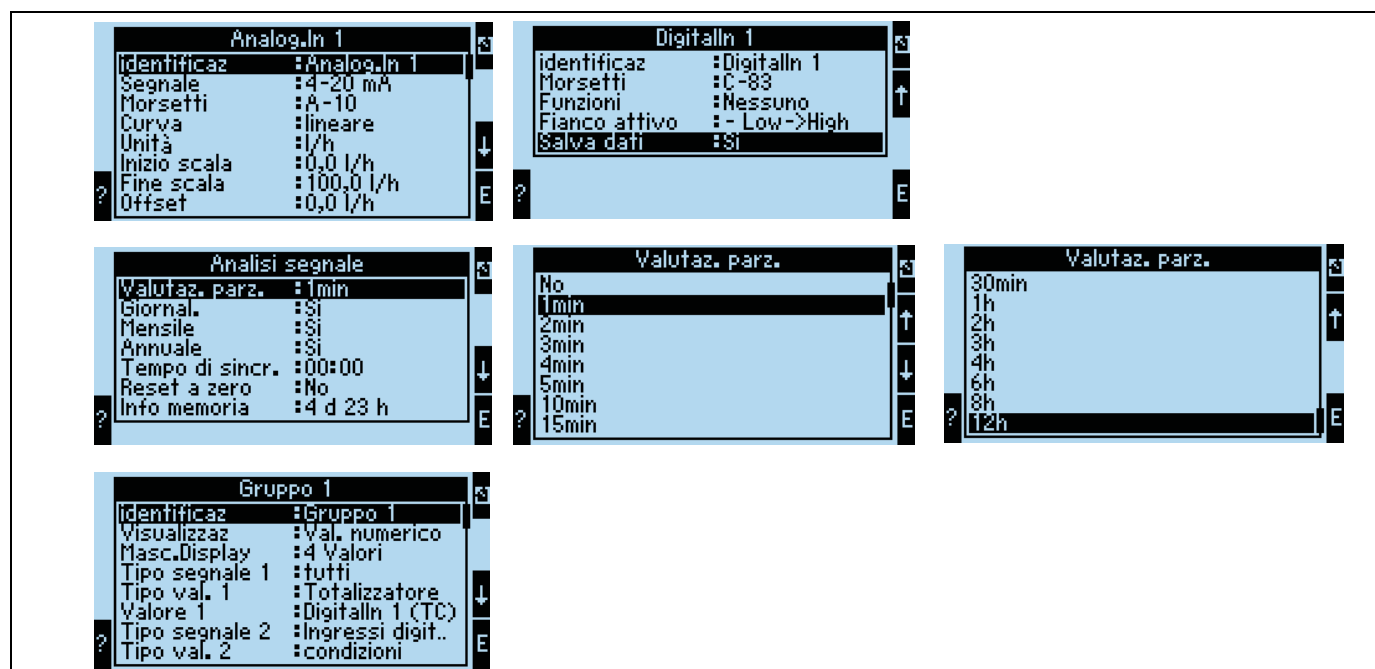 Analog.In 1
identificaz :Analog.In 1
Segnale :4-20 mA
Morsetti :A-10
Curva :lineare
Unità :l/h
Inizio scala :0,0 l/h
Fine scala :100,0 l/h
Offset :0,0 l/h
? ↓ E
DigitalIn 1
identificaz :DigitalIn 1
Morsetti :C-83
Funzioni :Nessuno
Fianco attivo :- Low->High
Salva dati :Si
? ↑ E
Analisi segnale
Valutaz. parz. :1min
Giornal. :Si
Mensile :Si
Annuale :Si
Tempo di sincr. :00:00
Reset a zero :No
Info memoria :4 d 23 h
? ↓ E
Valutaz. parz.
No
1min
2min
3min
4min
5min
10min
15min
? ↑ ↓ E
Valutaz. parz.
30min
1h
2h
3h
4h
6h
8h
12h
? ↑ E
Gruppo 1
identificaz :Gruppo 1
Visualizzaz :Val. numerico
Masc.Display :4 Valori
Tipo segnale 1 :tutti
Tipo val. 1 :Totalizzatore
Valore 1 :DigitalIn 1 (TC)
Tipo segnale 2 :Ingressi digit..
Tipo val. 2 :condizioni
? ↓ E